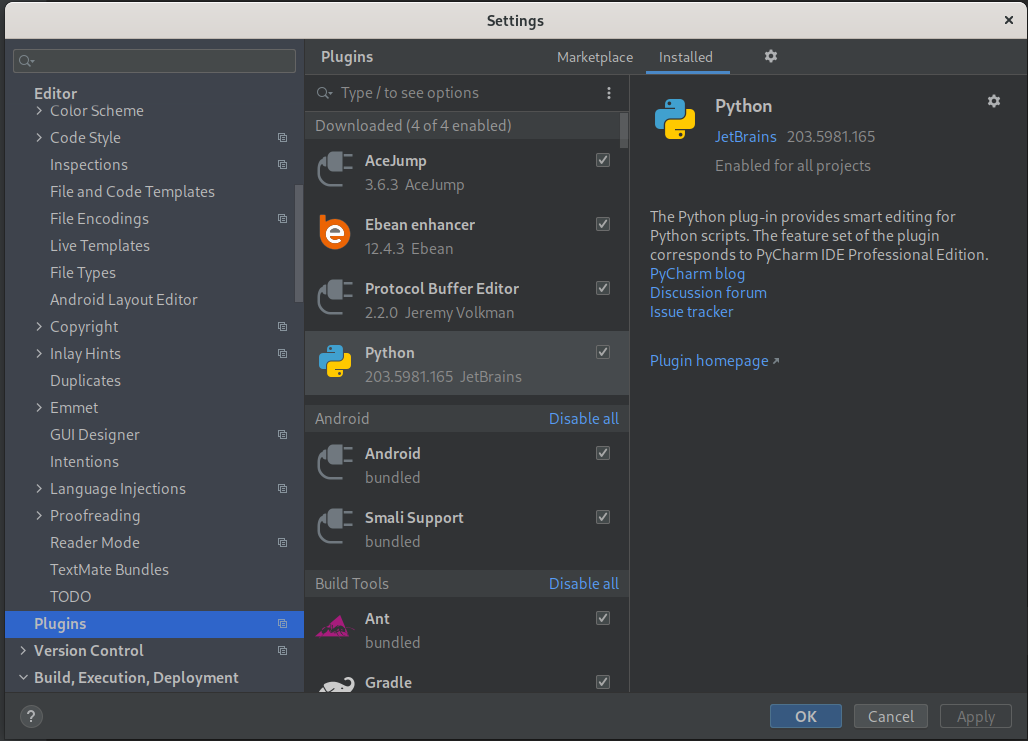 Settings
Editor
Color Scheme
Code Style
Inspections
File and Code Templates
File Encodings
Live Templates
File Types
Android Layout Editor
Copyright
Inlay Hints
Duplicates
Emmet
GUI Designer
Intentions
Language Injections
Proofreading
Reader Mode
TextMate Bundles
TODO
Plugins
Version Control
Build, Execution, Deployment
?
Plugins
Marketplace
Installed
Type / to see options
Downloaded (4 of 4 enabled)
AceJump
3.6.3 AceJump
Ebean enhancer
12.4.3 Ebean
Protocol Buffer Editor
2.2.0 Jeremy Volkman
Python
203.5981.165 JetBrains
Android Disable all
Android
bundled
Smali Support
bundled
Build Tools Disable all
Ant
bundled
Gradle
Python
JetBrains 203.5981.165
Enabled for all projects
The Python plug-in provides smart editing for
Python scripts. The feature set of the plugin
corresponds to PyCharm IDE Professional Edition.
PyCharm blog
Discussion forum
Issue tracker
Plugin homepage ↗
OK
Cancel
Apply